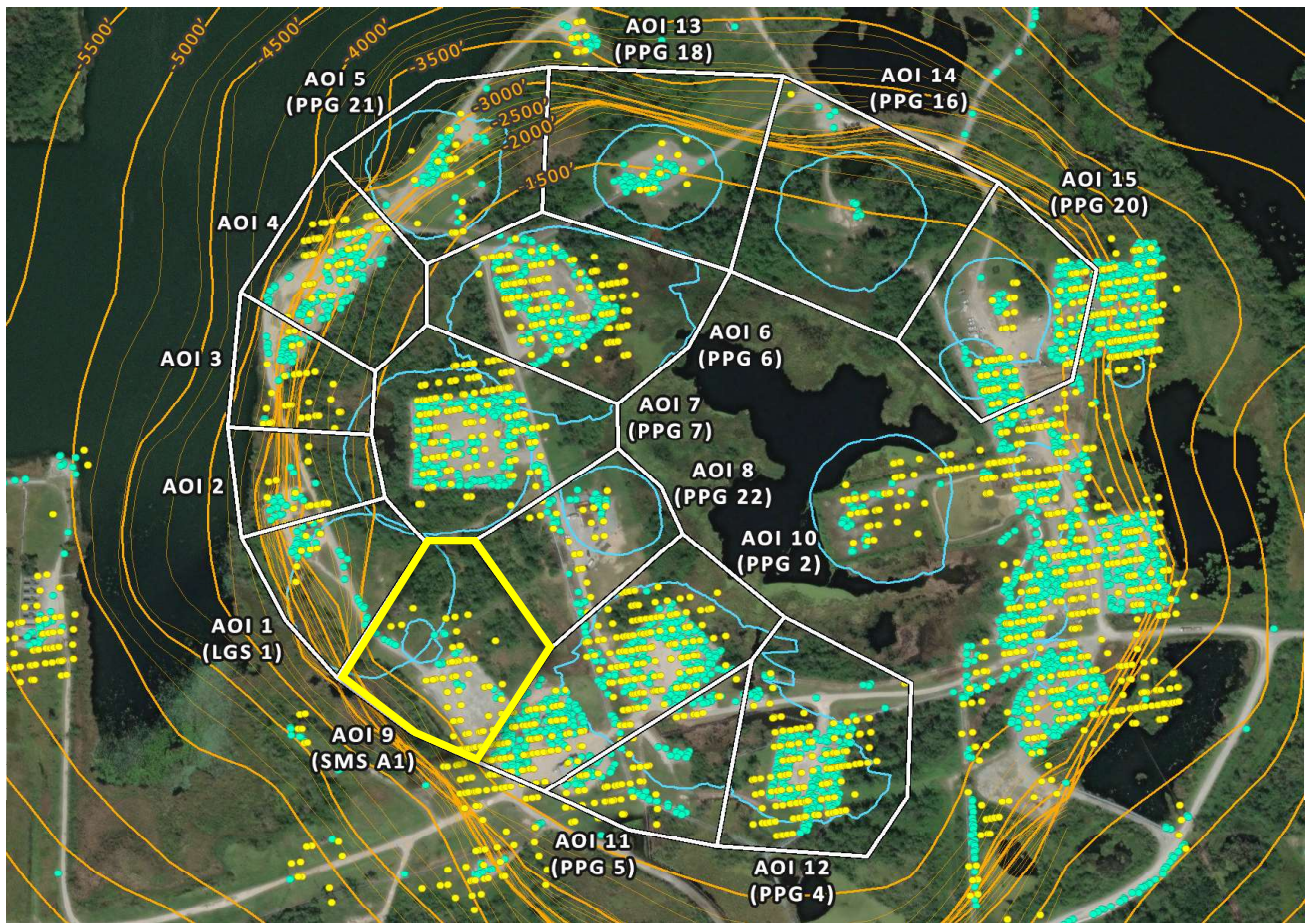 -5500'
-5000'
-4500'
-4000'
-3500'
-3000'
-2500'
-2000'
-1500'
AOI 13
(PPG 18)
AOI 5
(PPG 21)
AOI 14
(PPG 16)
AOI 15
(PPG 20)
AOI 4
AOI 3
AOI 6
(PPG 6)
AOI 7
(PPG 7)
AOI 2
AOI 8
(PPG 22)
AOI 10
(PPG 2)
AOI 1
(LGS 1)
AOI 9
(SMS A1)
AOI 11
(PPG 5)
AOI 12
(PPG 4)